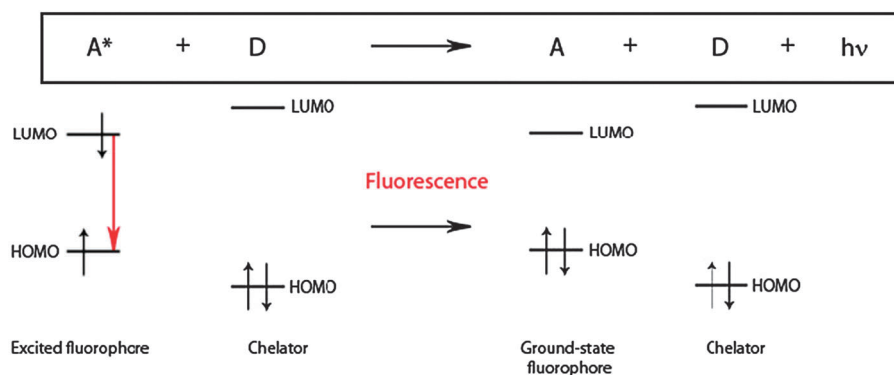 A* + D A + D + hν
LUMO LUMO
LUMO LUMO
Fluorescence
HOMO HOMO
HOMO HOMO
Excited fluorophore Chelator Ground-state Chelator
fluorophore